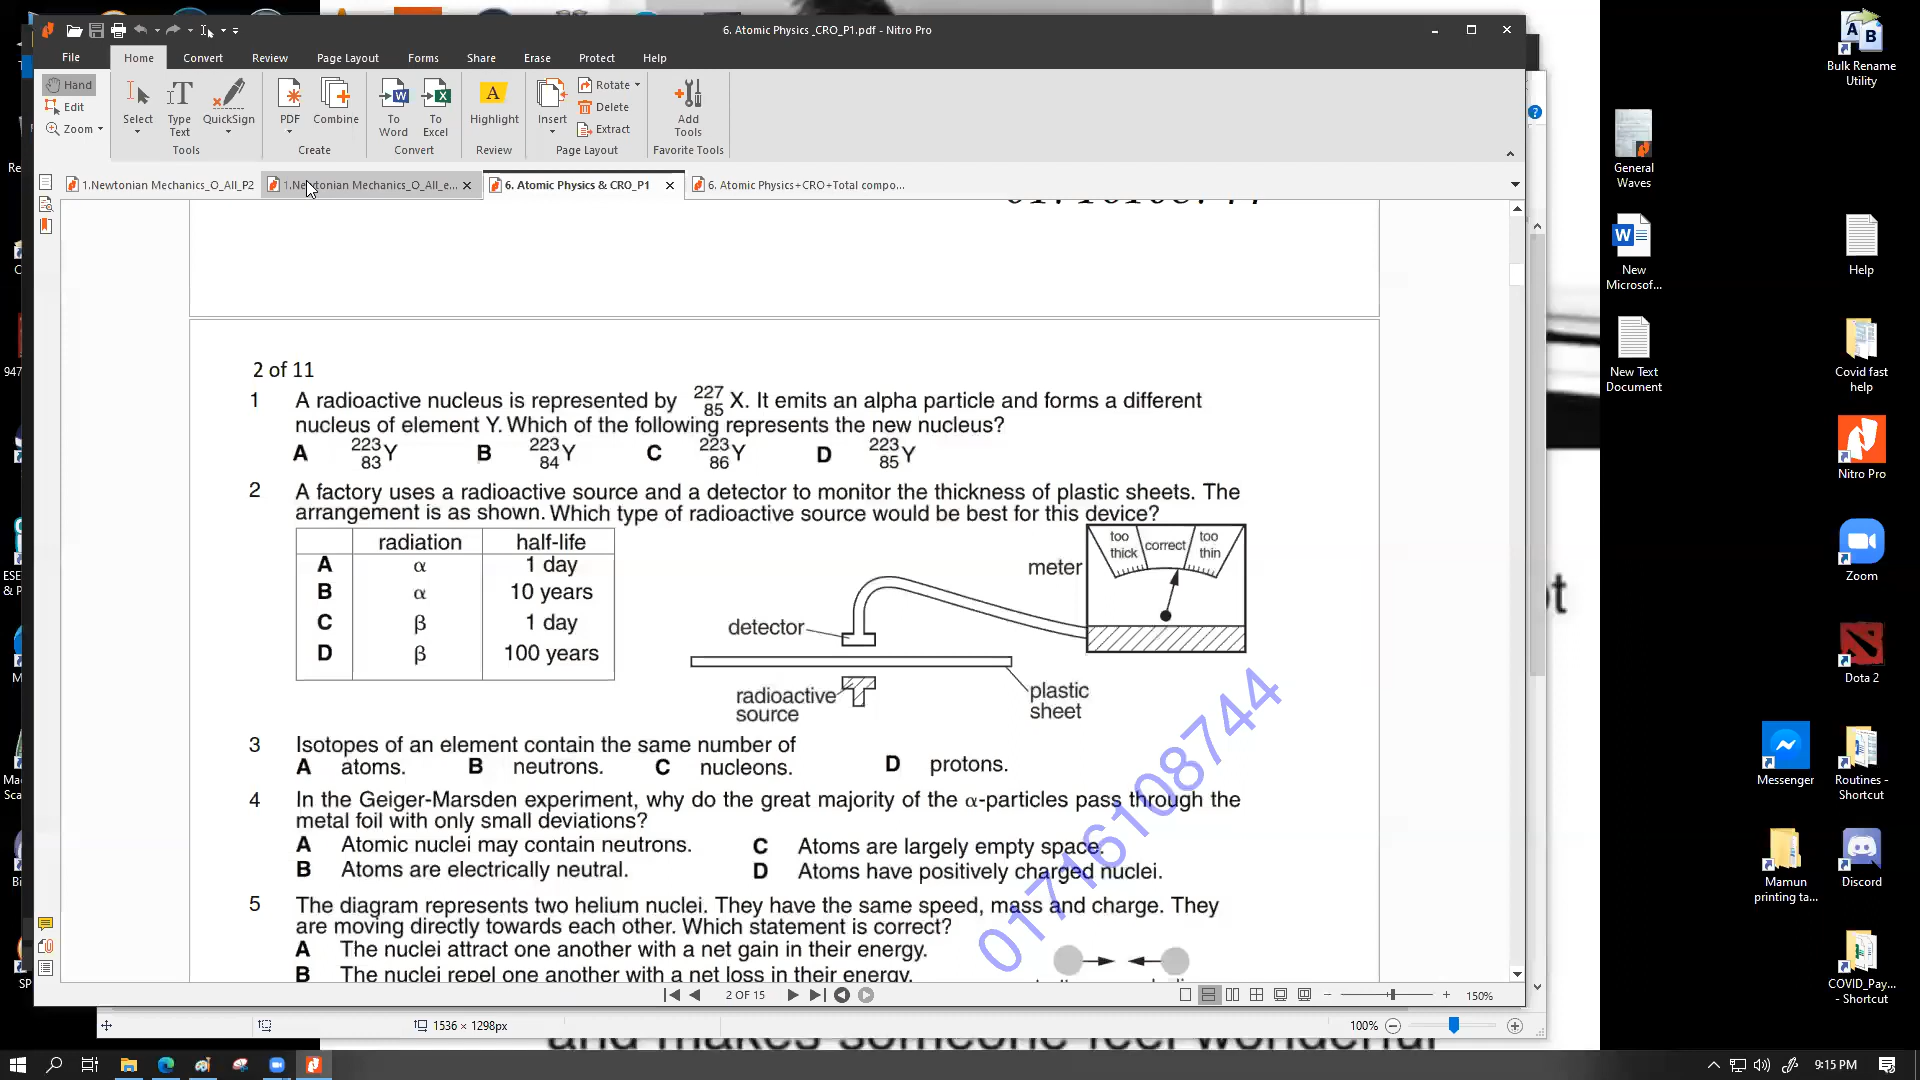 6. Atomic Physics _CRO_P1.pdf - Nitro Pro
File Home Convert Review Page Layout Forms Share Erase Protect Help
Hand
Edit
Zoom
Select
Type Text
QuickSign
Tools
PDF
Combine
Create
To Word
To Excel
Convert
Highlight
Review
Insert
Rotate
Delete
Extract
Page Layout
Add Tools
Favorite Tools
1.Newtonian Mechanics_O_All_P2
1.Newtonian Mechanics_O_All_e...
6. Atomic Physics & CRO_P1
6. Atomic Physics+CRO+Total compo...
2 of 11
1 A radioactive nucleus is represented by 227 85 X. It emits an alpha particle and forms a different
nucleus of element Y. Which of the following represents the new nucleus?
A 223 83 Y B 223 84 Y C 223 86 Y D 223 85 Y
2 A factory uses a radioactive source and a detector to monitor the thickness of plastic sheets. The
arrangement is as shown. Which type of radioactive source would be best for this device?
radiation half-life
A α 1 day
B α 10 years
C β 1 day
D β 100 years
too thick
correct
too thin
meter
detector
radioactive
source
plastic
sheet
3 Isotopes of an element contain the same number of
A atoms. B neutrons. C nucleons. D protons.
4 In the Geiger-Marsden experiment, why do the great majority of the α-particles pass through the
metal foil with only small deviations?
A Atomic nuclei may contain neutrons. C Atoms are largely empty space.
B Atoms are electrically neutral. D Atoms have positively charged nuclei.
5 The diagram represents two helium nuclei. They have the same speed, mass and charge. They
are moving directly towards each other. Which statement is correct?
A The nuclei attract one another with a net gain in their energy.
B The nuclei repel one another with a net loss in their energy.
01716108744
2 OF 15
150%
1536 × 1298px
100%
and makes someone feel wonderful
Bulk Rename
Utility
General
Waves
New
Microsof...
Help
New Text
Document
Covid fast
help
Nitro Pro
Zoom
Dota 2
Messenger
Routines -
Shortcut
Mamun
printing ta...
Discord
COVID_Pay...
- Shortcut
9:15 PM